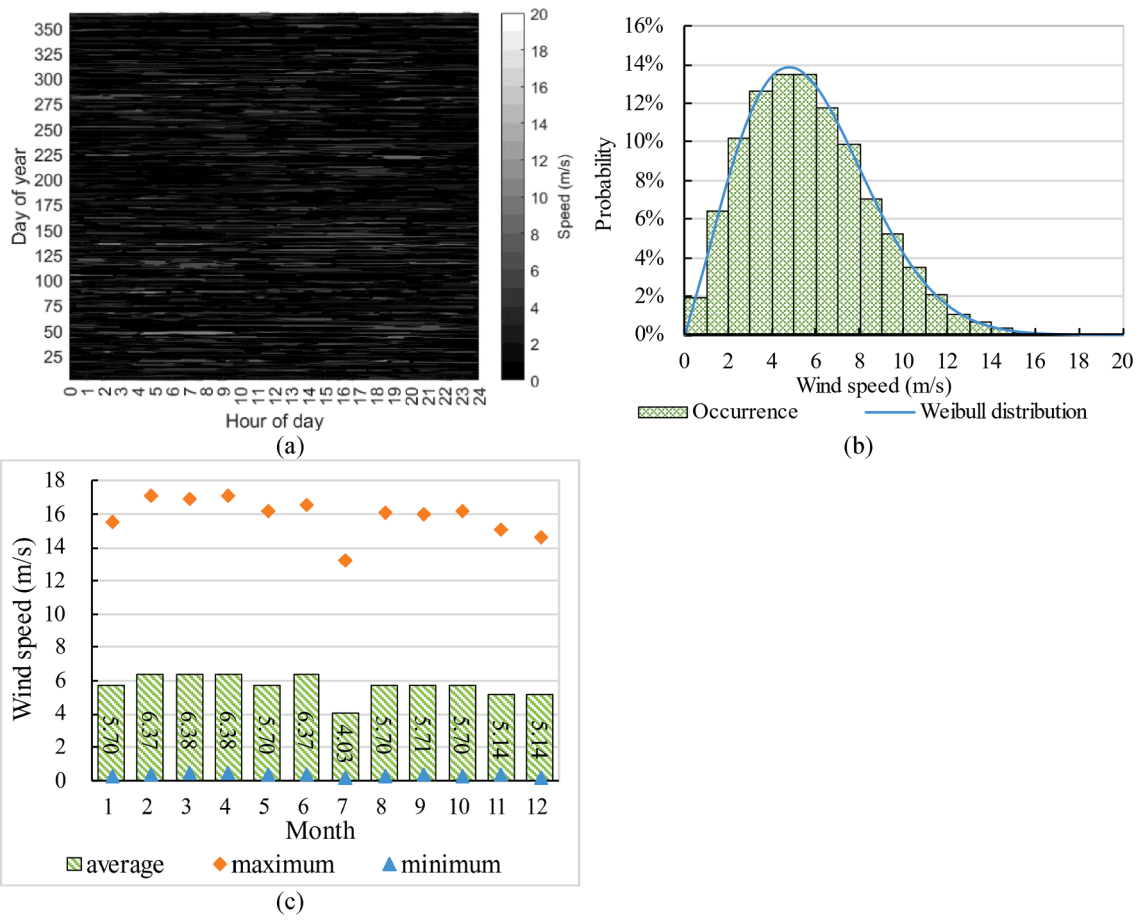 350
325
300
275
250
225
200
175
150
125
100
75
50
25
Day of year
0 1 2 3 4 5 6 7 8 9 10 11 12 13 14 15 16 17 18 19 20 21 22 23 24
Hour of day
20
18
16
14
12
10
8
6
4
2
0
Speed (m/s)
(a)
16%
14%
12%
10%
8%
6%
4%
2%
0%
Probability
0 2 4 6 8 10 12 14 16 18 20
Wind speed (m/s)
Occurrence Weibull distribution
(b)
18
16
14
12
10
8
6
4
2
0
Wind speed (m/s)
5.70 6.37 6.38 6.38 5.70 6.37 4.03 5.70 5.71 5.70 5.14 5.14
1 2 3 4 5 6 7 8 9 10 11 12
Month
average maximum minimum
(c)